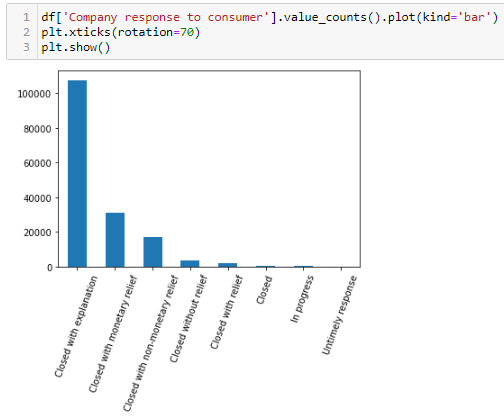 1 df['Company response to consumer'].value_counts().plot(kind='bar')
2 plt.xticks(rotation=70)
3 plt.show()
100000
80000
60000
40000
20000
0
Closed with explanation
Closed with monetary relief
Closed with non-monetary relief
Closed without relief
Closed with relief
Closed
In progress
Untimely response